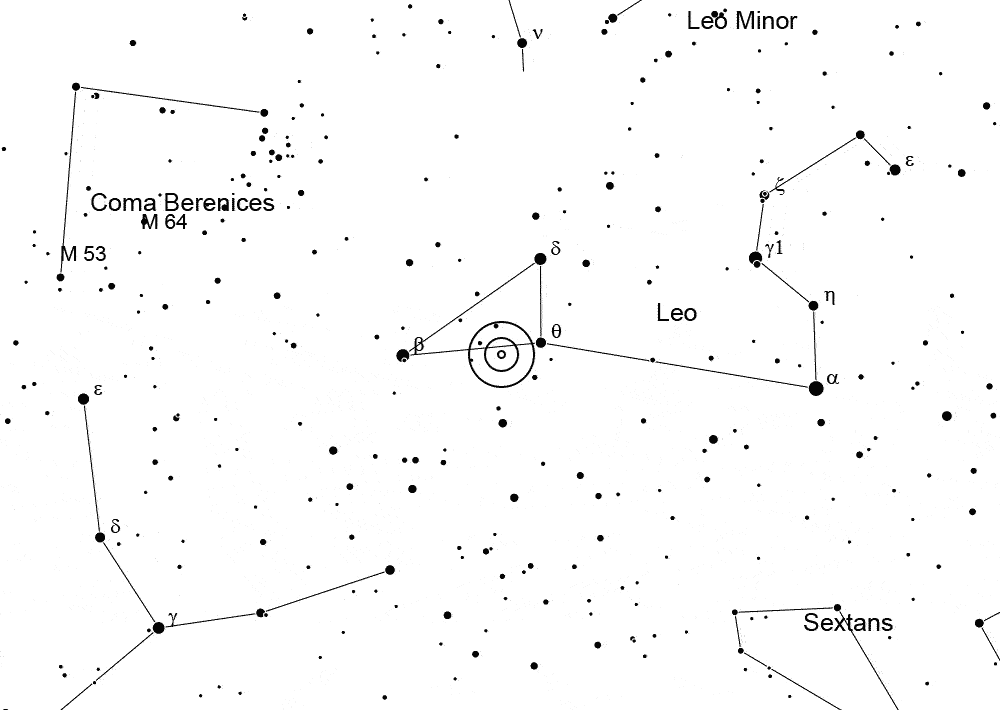 Leo Minor
ν
ε
ζ
Coma Berenices
M 64
M 53
γ1
δ
η
Leo
θ
β
α
ε
δ
γ
Sextans